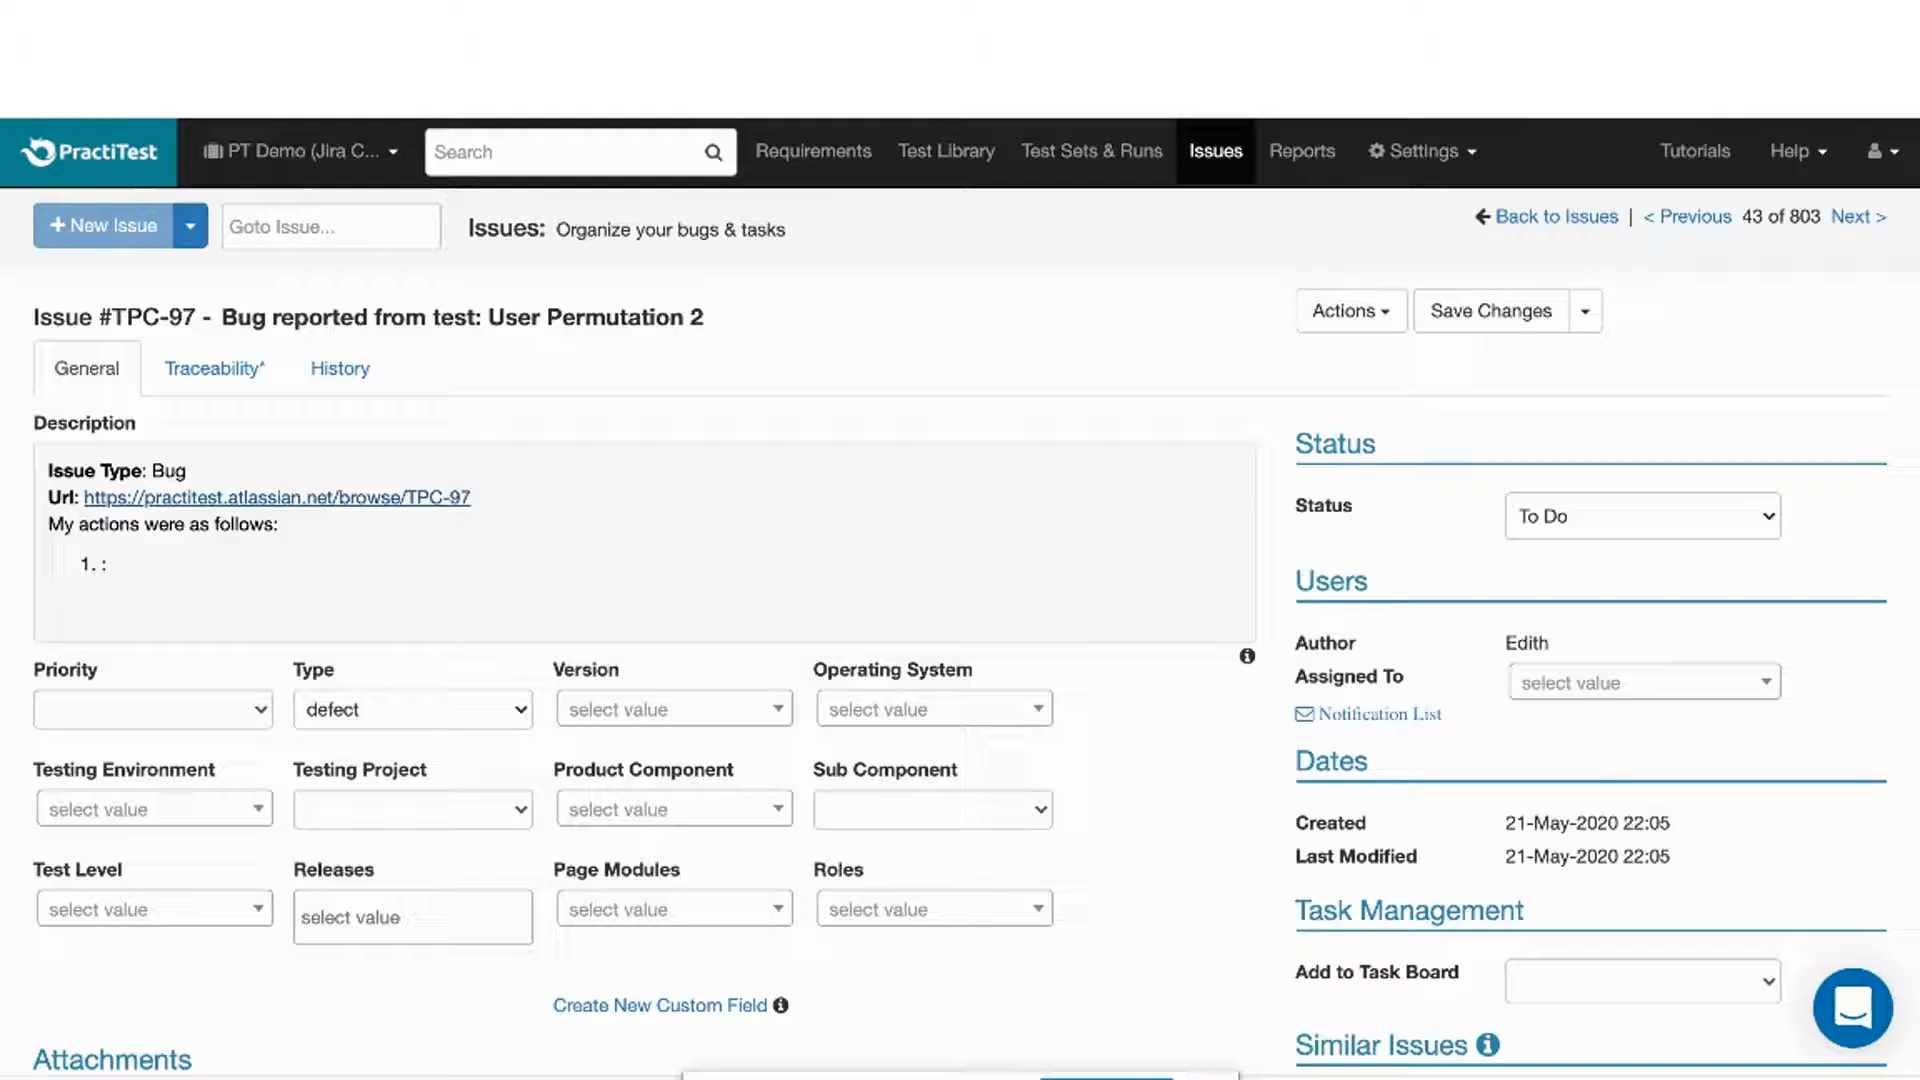 PractiTest
PT Demo (Jira C...
Search
Requirements
Test Library
Test Sets & Runs
Issues
Reports
Settings
Tutorials
Help
+ New Issue
Goto Issue...
Issues: Organize your bugs & tasks
Back to Issues | < Previous 43 of 803 Next >
Issue #TPC-97 - Bug reported from test: User Permutation 2
Actions
Save Changes
General
Traceability*
History
Description
Issue Type: Bug
Url: https://practitest.atlassian.net/browse/TPC-97
My actions were as follows:
1. :
Priority
Type
Version
Operating System
defect
select value
select value
Testing Environment
Testing Project
Product Component
Sub Component
select value
select value
Test Level
Releases
Page Modules
Roles
select value
select value
select value
select value
Create New Custom Field
Attachments
Status
Status
To Do
Users
Author
Edith
Assigned To
select value
Notification List
Dates
Created
21-May-2020 22:05
Last Modified
21-May-2020 22:05
Task Management
Add to Task Board
Similar Issues